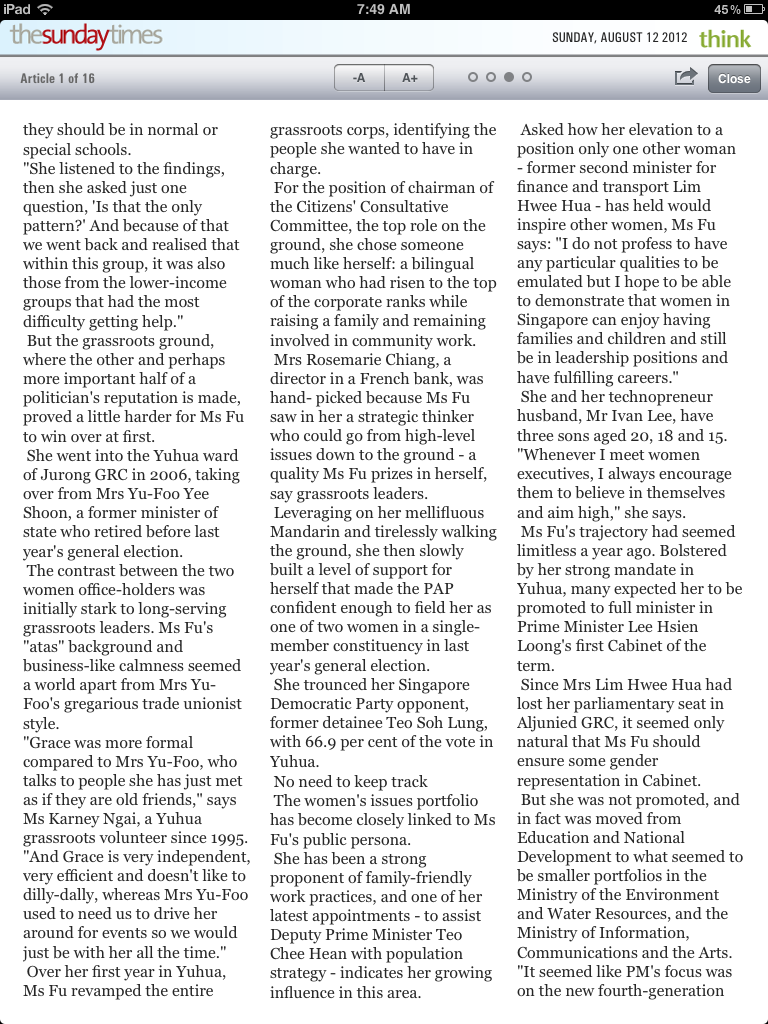 iPad
7:49 AM
45%
thesundaytimes
SUNDAY, AUGUST 12 2012 think
Article 1 of 16
-A A+
Close
they should be in normal or
special schools.
"She listened to the findings,
then she asked just one
question, 'Is that the only
pattern?' And because of that
we went back and realised that
within this group, it was also
those from the lower-income
groups that had the most
difficulty getting help."
But the grassroots ground,
where the other and perhaps
more important half of a
politician's reputation is made,
proved a little harder for Ms Fu
to win over at first.
She went into the Yuhua ward
of Jurong GRC in 2006, taking
over from Mrs Yu-Foo Yee
Shoon, a former minister of
state who retired before last
year's general election.
The contrast between the two
women office-holders was
initially stark to long-serving
grassroots leaders. Ms Fu's
"atas" background and
business-like calmness seemed
a world apart from Mrs Yu-
Foo's gregarious trade unionist
style.
"Grace was more formal
compared to Mrs Yu-Foo, who
talks to people she has just met
as if they are old friends," says
Ms Karney Ngai, a Yuhua
grassroots volunteer since 1995.
"And Grace is very independent,
very efficient and doesn't like to
dilly-dally, whereas Mrs Yu-Foo
used to need us to drive her
around for events so we would
just be with her all the time."
Over her first year in Yuhua,
Ms Fu revamped the entire
grassroots corps, identifying the
people she wanted to have in
charge.
For the position of chairman of
the Citizens' Consultative
Committee, the top role on the
ground, she chose someone
much like herself: a bilingual
woman who had risen to the top
of the corporate ranks while
raising a family and remaining
involved in community work.
Mrs Rosemarie Chiang, a
director in a French bank, was
hand- picked because Ms Fu
saw in her a strategic thinker
who could go from high-level
issues down to the ground - a
quality Ms Fu prizes in herself,
say grassroots leaders.
Leveraging on her mellifluous
Mandarin and tirelessly walking
the ground, she then slowly
built a level of support for
herself that made the PAP
confident enough to field her as
one of two women in a single-
member constituency in last
year's general election.
She trounced her Singapore
Democratic Party opponent,
former detainee Teo Soh Lung,
with 66.9 per cent of the vote in
Yuhua.
No need to keep track
The women's issues portfolio
has become closely linked to Ms
Fu's public persona.
She has been a strong
proponent of family-friendly
work practices, and one of her
latest appointments - to assist
Deputy Prime Minister Teo
Chee Hean with population
strategy - indicates her growing
influence in this area.
Asked how her elevation to a
position only one other woman
- former second minister for
finance and transport Lim
Hwee Hua - has held would
inspire other women, Ms Fu
says: "I do not profess to have
any particular qualities to be
emulated but I hope to be able
to demonstrate that women in
Singapore can enjoy having
families and children and still
be in leadership positions and
have fulfilling careers."
She and her technopreneur
husband, Mr Ivan Lee, have
three sons aged 20, 18 and 15.
"Whenever I meet women
executives, I always encourage
them to believe in themselves
and aim high," she says.
Ms Fu's trajectory had seemed
limitless a year ago. Bolstered
by her strong mandate in
Yuhua, many expected her to be
promoted to full minister in
Prime Minister Lee Hsien
Loong's first Cabinet of the
term.
Since Mrs Lim Hwee Hua had
lost her parliamentary seat in
Aljunied GRC, it seemed only
natural that Ms Fu should
ensure some gender
representation in Cabinet.
But she was not promoted, and
in fact was moved from
Education and National
Development to what seemed to
be smaller portfolios in the
Ministry of the Environment
and Water Resources, and the
Ministry of Information,
Communications and the Arts.
"It seemed like PM's focus was
on the new fourth-generation